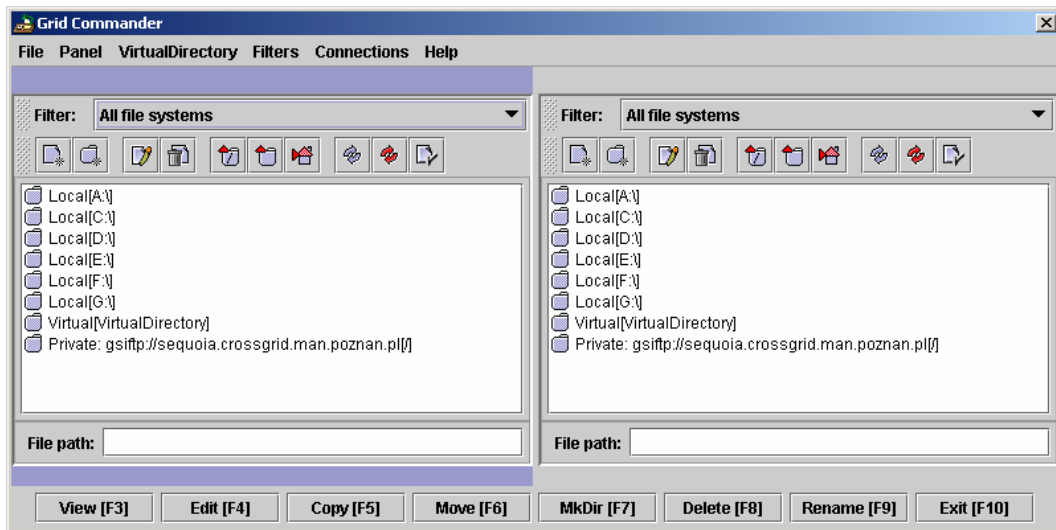 Grid Commander
File Panel VirtualDirectory Filters Connections Help
Filter: All file systems
Local[A:\]
Local[C:\]
Local[D:\]
Local[E:\]
Local[F:\]
Local[G:\]
Virtual[VirtualDirectory]
Private: gsiftp://sequoia.crossgrid.man.poznan.pl[/]
File path:
Filter: All file systems
Local[A:\]
Local[C:\]
Local[D:\]
Local[E:\]
Local[F:\]
Local[G:\]
Virtual[VirtualDirectory]
Private: gsiftp://sequoia.crossgrid.man.poznan.pl[/]
File path:
View [F3] Edit [F4] Copy [F5] Move [F6] MkDir [F7] Delete [F8] Rename [F9] Exit [F10]